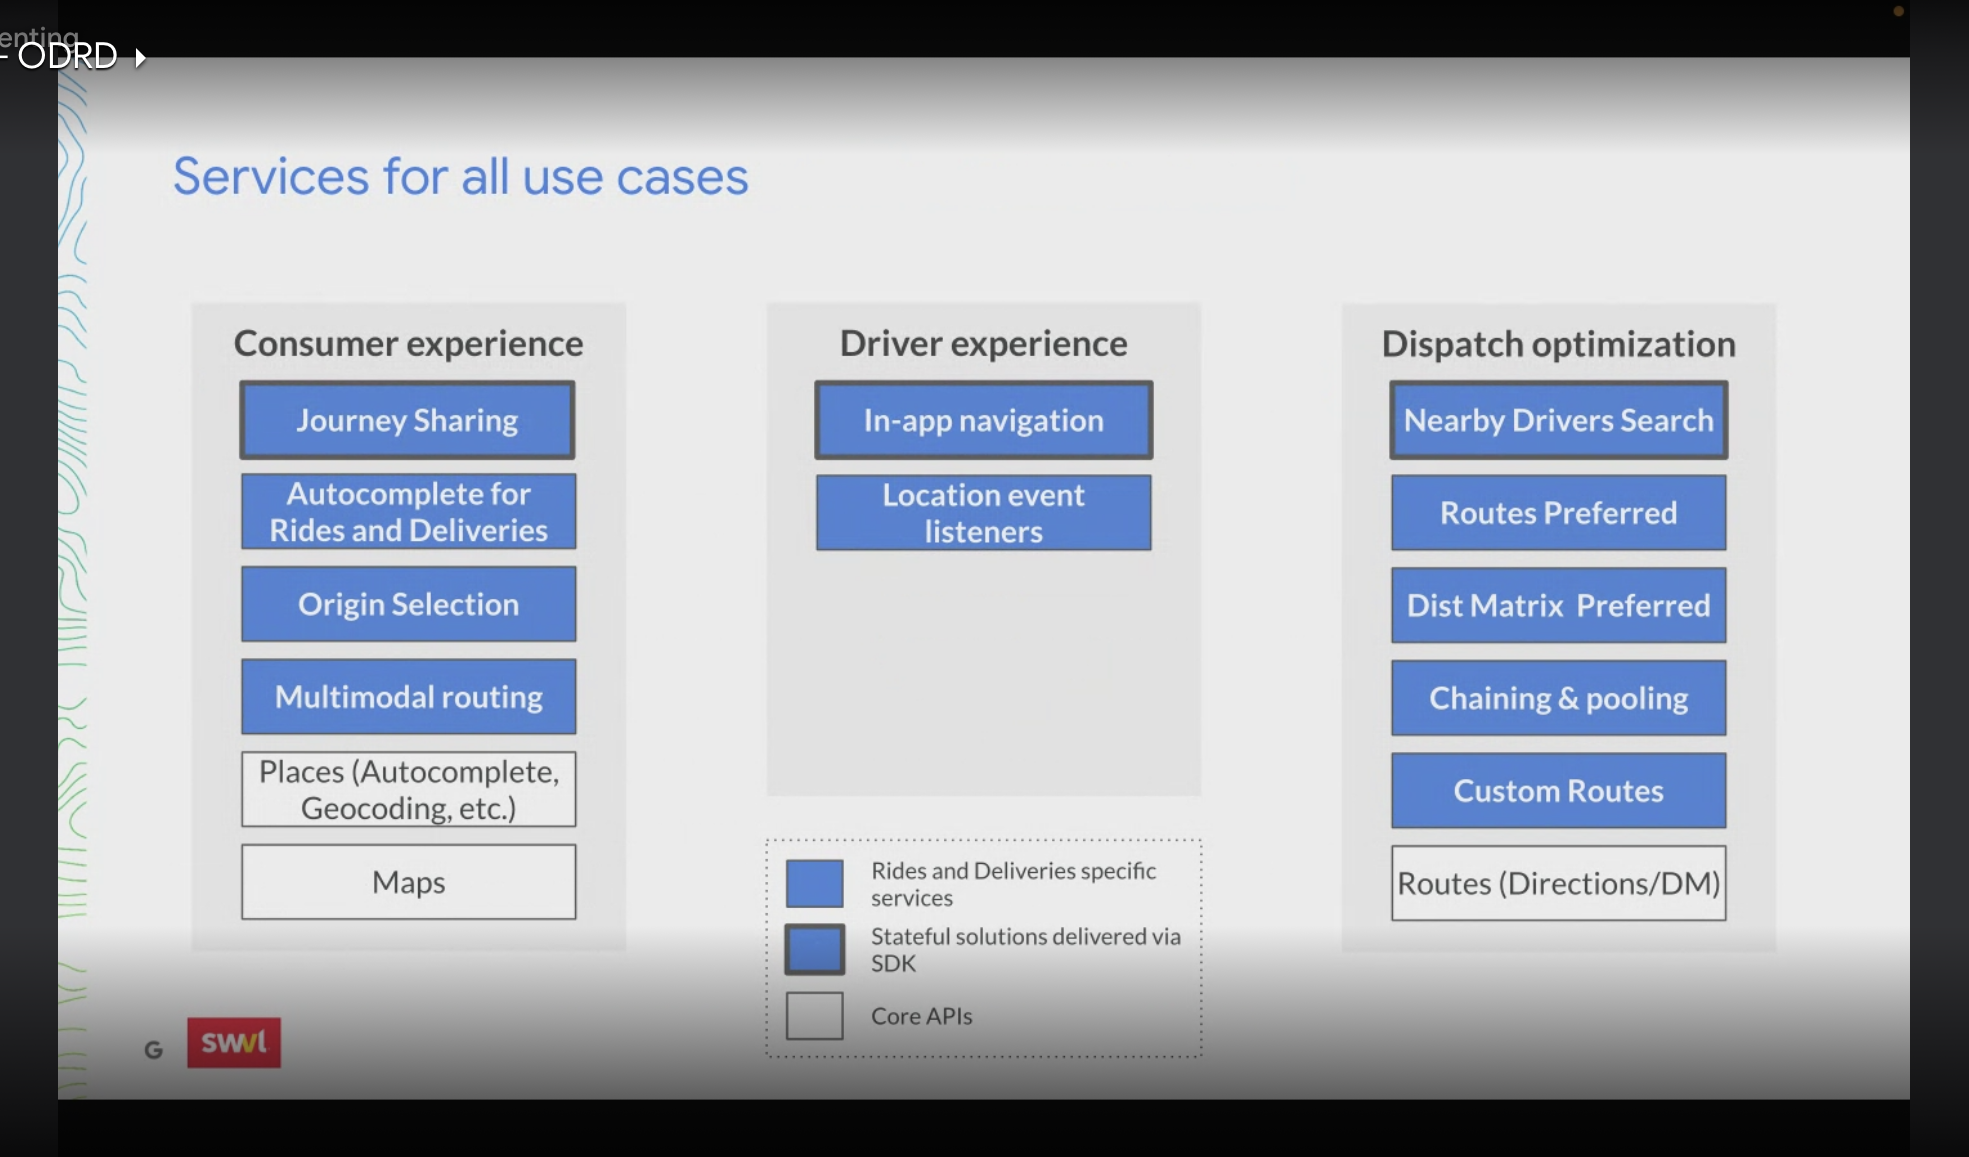 enting
- ODRD
Services for all use cases
Consumer experience
Journey Sharing
Autocomplete for
Rides and Deliveries
Origin Selection
Multimodal routing
Places (Autocomplete,
Geocoding, etc.)
Maps
Driver experience
In-app navigation
Location event
listeners
Rides and Deliveries specific
services
Stateful solutions delivered via
SDK
Core APIs
Dispatch optimization
Nearby Drivers Search
Routes Preferred
Dist Matrix  Preferred
Chaining & pooling
Custom Routes
Routes (Directions/DM)
G
swvl